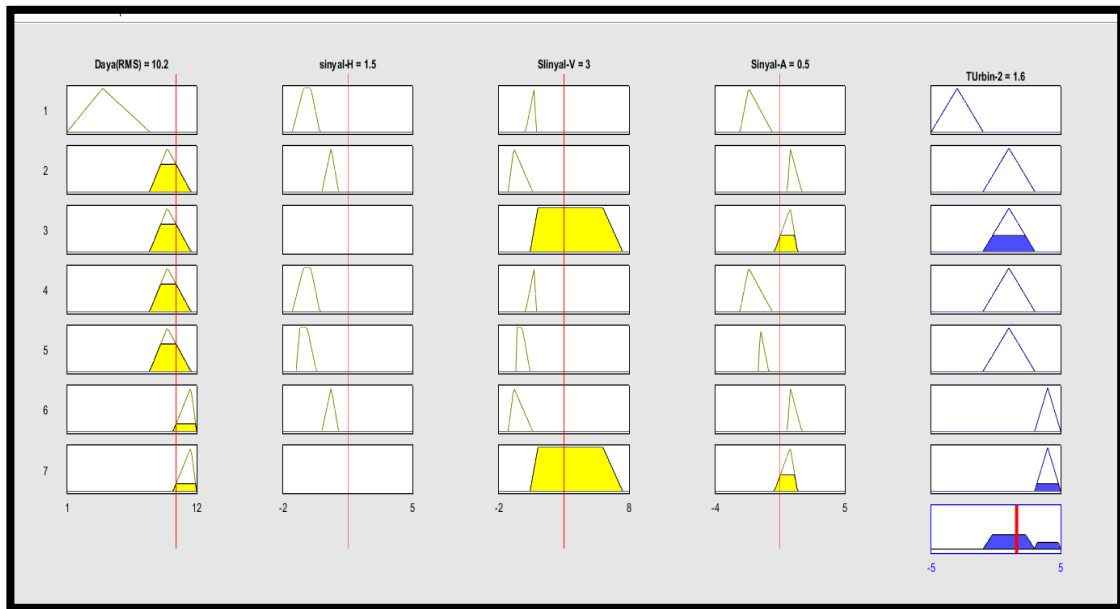 Daya(RMS) = 10.2
sinyal-H = 1.5
SIinyal-V = 3
Sinyal-A = 0.5
TUrbin-2 = 1.6
1
2
3
4
5
6
7
1 12
-2 5
-2 8
-4 5
-5 5